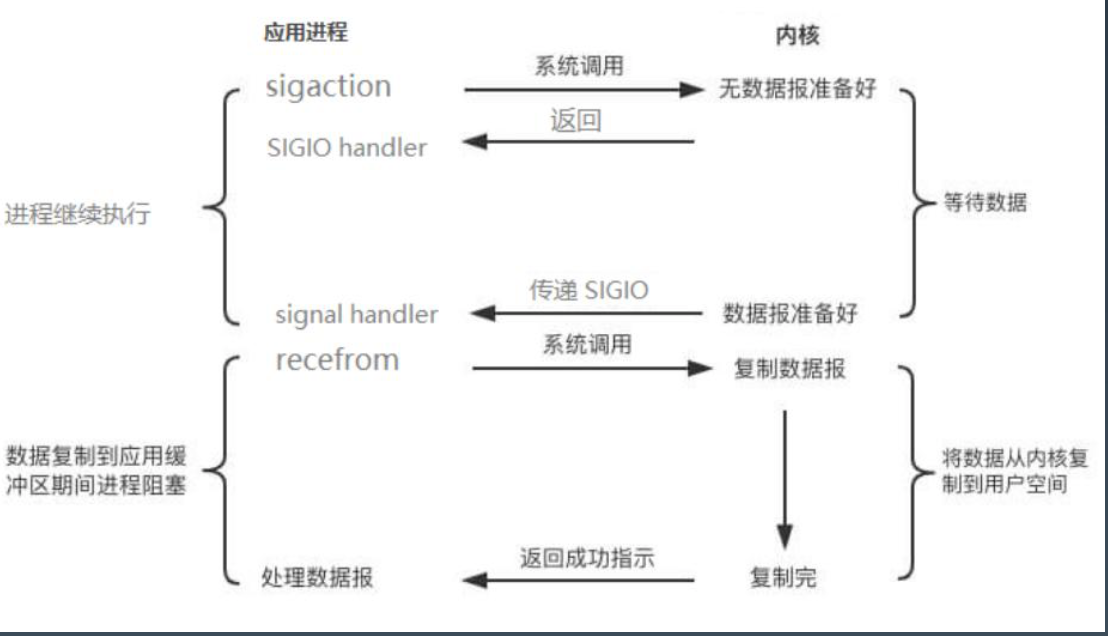 应用进程
内核
sigaction
系统调用
无数据报准备好
SIGIO handler
返回
进程继续执行
等待数据
signal handler
传递 SIGIO
数据报准备好
recefrom
系统调用
复制数据报
数据复制到应用缓
冲区期间进程阻塞
将数据从内核复
制到用户空间
处理数据报
返回成功指示
复制完